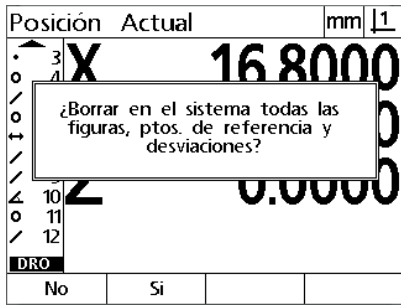 Posición Actual mm 1
3 X 16.8000
4
¿Borrar en el sistema todas las
figuras, ptos. de referencia y
desviaciones?
10 Z 0.0000
11
12
DRO
No Si